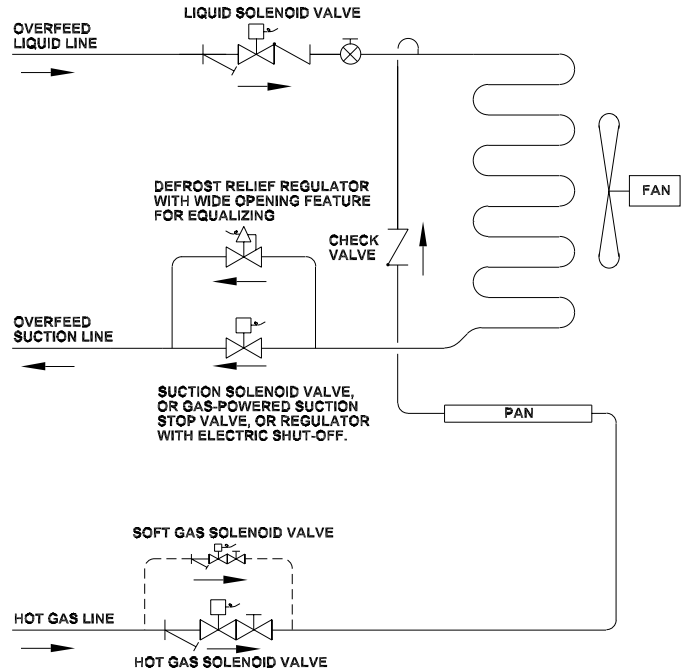 LIQUID SOLENOID VALVE
OVERFEED
LIQUID LINE
DEFROST RELIEF REGULATOR
WITH WIDE OPENING FEATURE
FOR EQUALIZING
CHECK
VALVE
FAN
OVERFEED
SUCTION LINE
SUCTION SOLENOID VALVE,
OR GAS-POWERED SUCTION
STOP VALVE, OR REGULATOR
WITH ELECTRIC SHUT-OFF.
PAN
SOFT GAS SOLENOID VALVE
HOT GAS LINE
HOT GAS SOLENOID VALVE